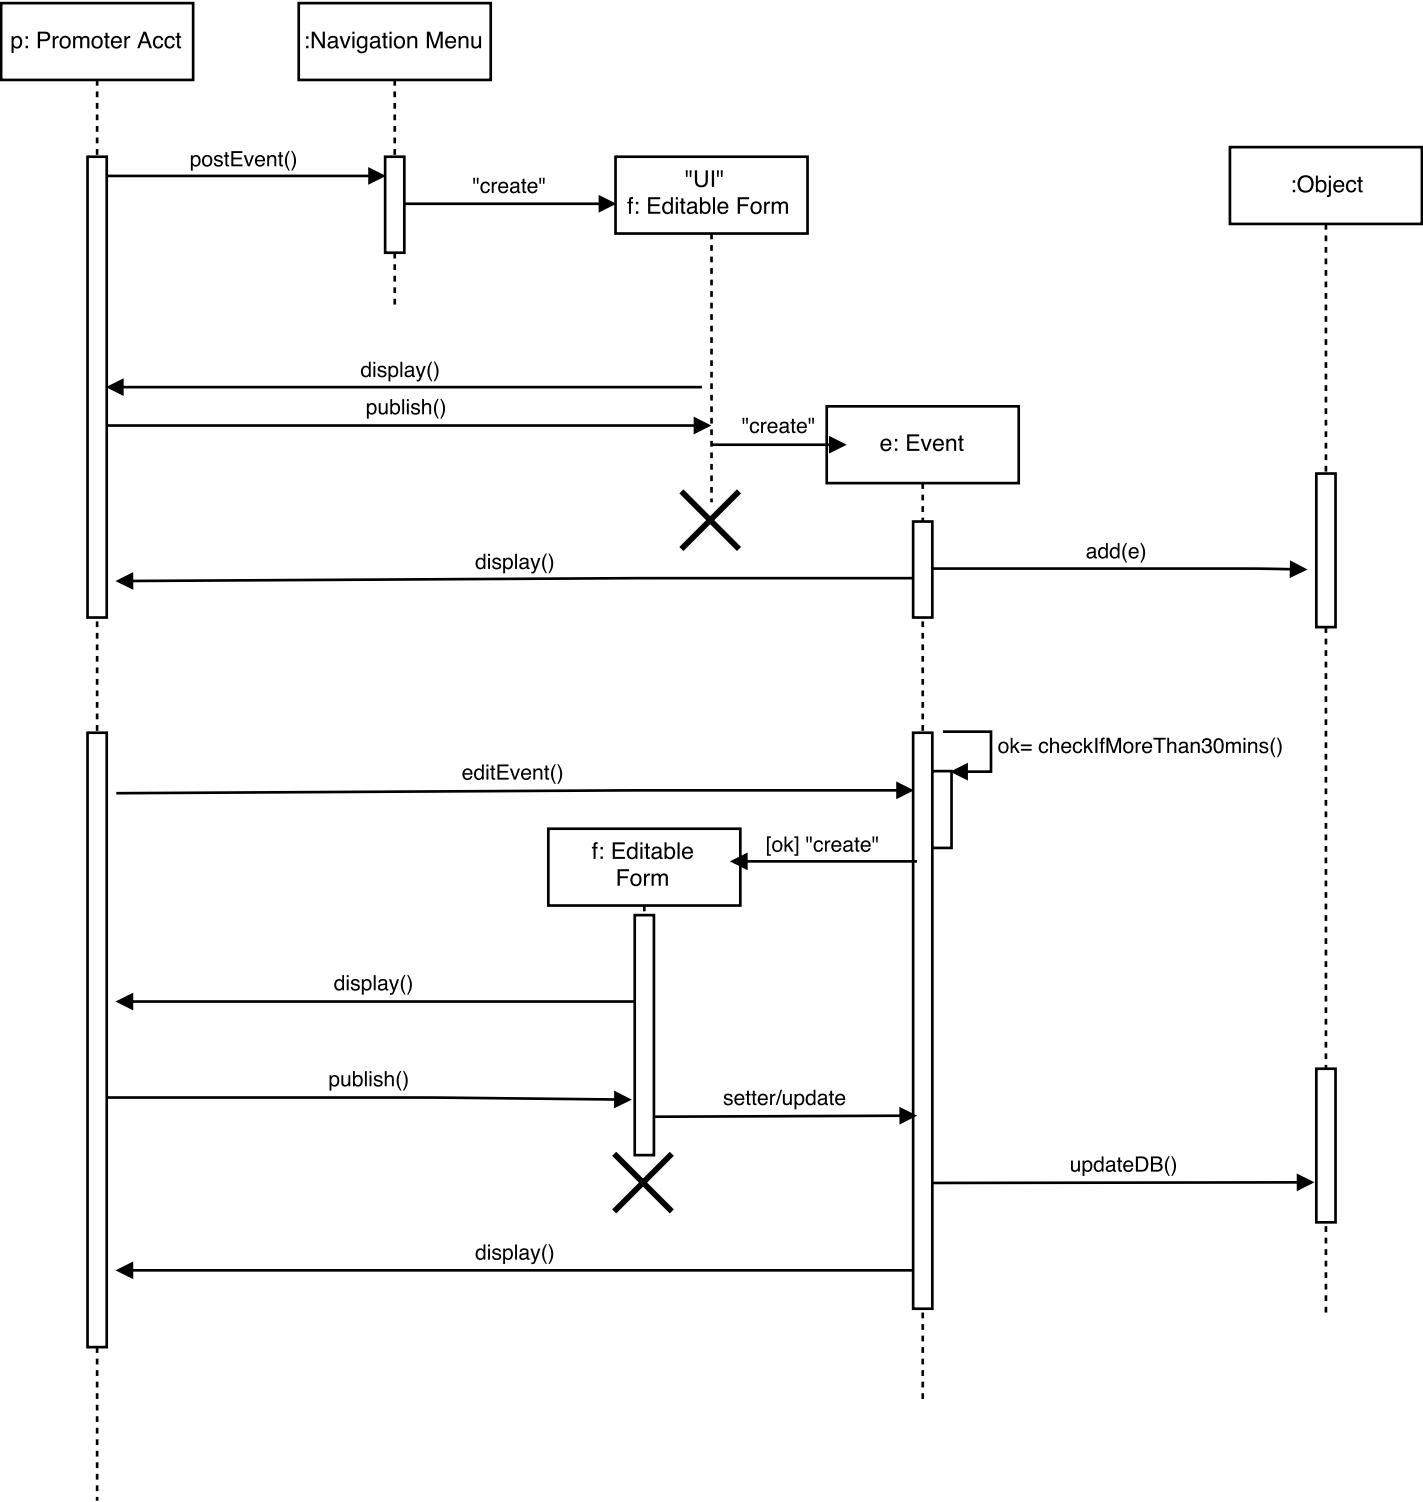 p: Promoter Acct
:Navigation Menu
postEvent()
"create"
"UI"
f: Editable Form
:Object
display()
publish()
"create"
e: Event
display()
add(e)
ok= checkIfMoreThan30mins()
editEvent()
[ok] "create"
f: Editable
Form
display()
publish()
setter/update
updateDB()
display()